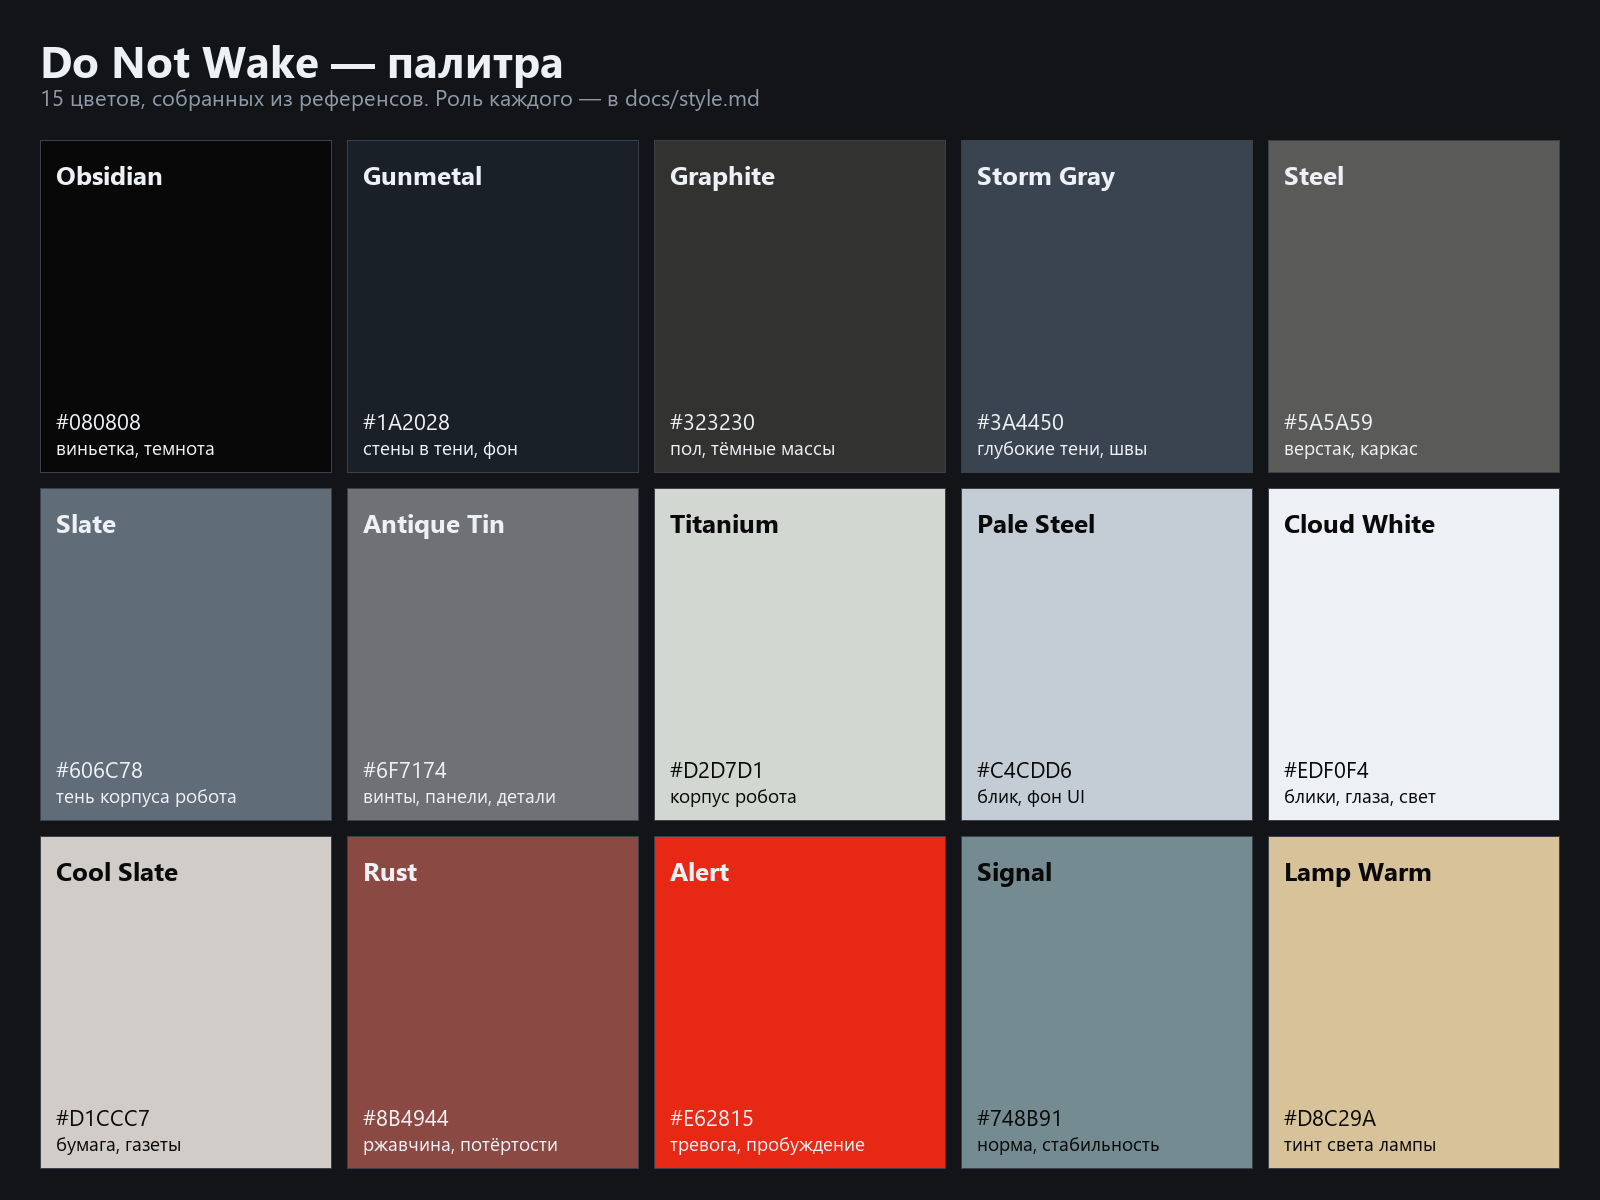 Do Not Wake — палитра
15 цветов, собранных из референсов. Роль каждого — в docs/style.md
Obsidian
#080808
виньетка, темнота
Gunmetal
#1A2028
стены в тени, фон
Graphite
#323230
пол, тёмные массы
Storm Gray
#3A4450
глубокие тени, швы
Steel
#5A5A59
верстак, каркас
Slate
#606C78
тень корпуса робота
Antique Tin
#6F7174
винты, панели, детали
Titanium
#D2D7D1
корпус робота
Pale Steel
#C4CDD6
блик, фон UI
Cloud White
#EDF0F4
блики, глаза, свет
Cool Slate
#D1CCC7
бумага, газеты
Rust
#8B4944
ржавчина, потёртости
Alert
#E62815
тревога, пробуждение
Signal
#748B91
норма, стабильность
Lamp Warm
#D8C29A
тинт света лампы